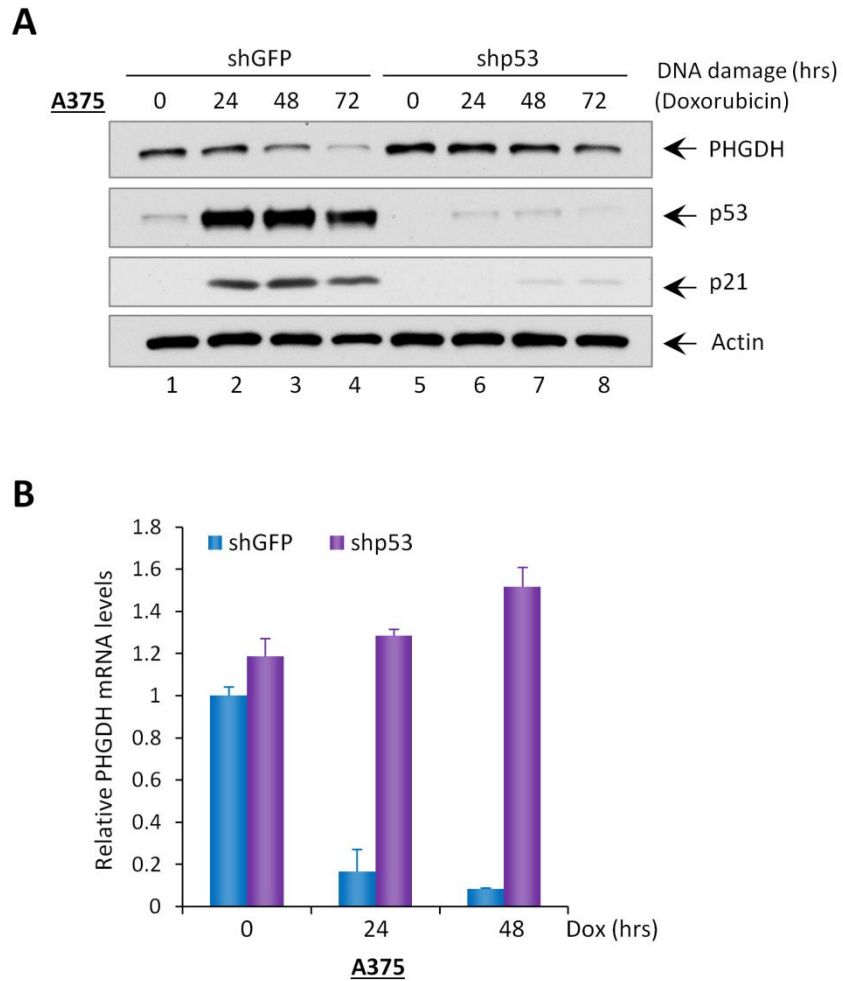 A
shGFP shp53
DNA damage (hrs)
A375 0 24 48 72 0 24 48 72 (Doxorubicin)
PHGDH
p53
p21
Actin
1 2 3 4 5 6 7 8
B
1.8
shGFP shp53
1.6
1.4
1.2
1
0.8
0.6
0.4
0.2
0
Relative PHGDH mRNA levels
0 24 48 Dox (hrs)
A375